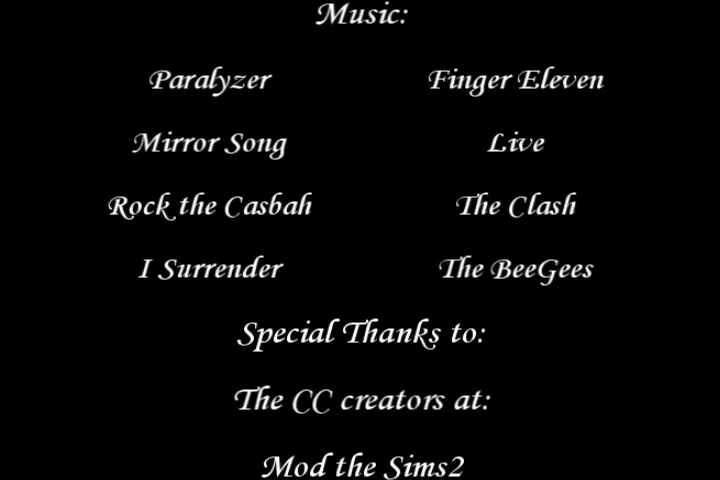 Music:
Paralyzer Finger Eleven
Mirror Song Live
Rock the Casbah The Clash
I Surrender The BeeGees
Special Thanks to:
The CC creators at:
Mod the Sims2